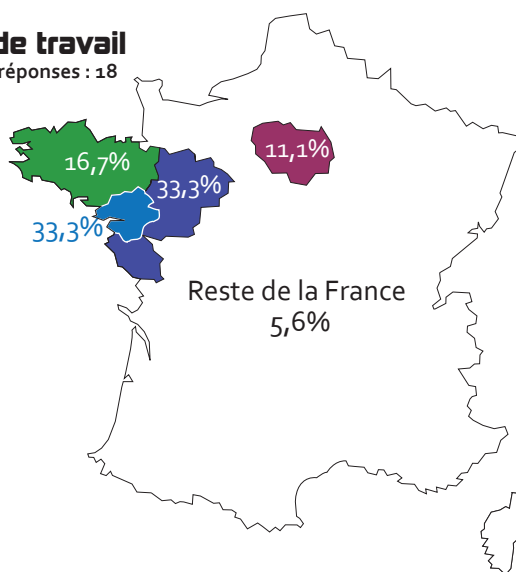 de travail
réponses : 18
11,1%
16,7%
33,3%
33,3%
Reste de la France
5,6%